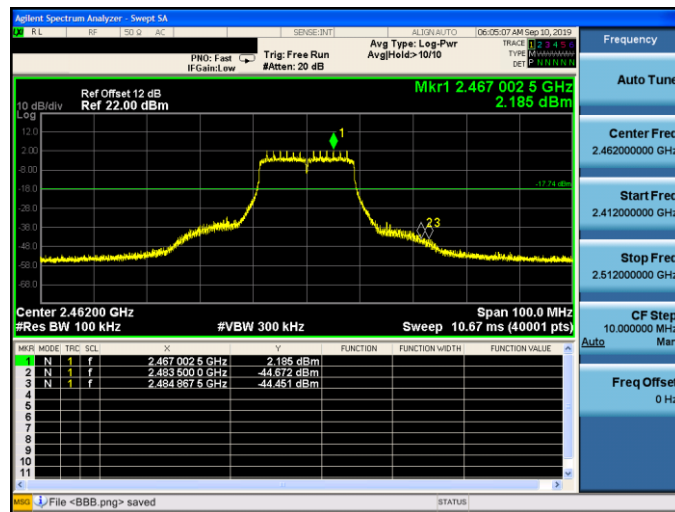 Agilent Spectrum Analyzer - Swept SA
RL RF 50 Ω AC SENSE:INT ALIGN AUTO 06:05:07 AM Sep 10, 2019
PNO: Fast Trig: Free Run Avg Type: Log-Pwr TRACE 1 2 3 4 5 6
IFGain:Low #Atten: 20 dB Avg|Hold:>10/10 TYPE M
DET P N N N N N
Ref Offset 12 dB Mkr1 2.467 002 5 GHz
10 dB/div Ref 22.00 dBm 2.185 dBm
Log
12.0
2.00
-8.00
-18.0
-28.0
-38.0
-48.0
-58.0
-68.0
1
-17.74 dBm
2 3
Center 2.46200 GHz Span 100.0 MHz
#Res BW 100 kHz #VBW 300 kHz Sweep 10.67 ms (40001 pts)
MKR MODE TRC SCL X Y FUNCTION FUNCTION WIDTH FUNCTION VALUE
1 N 1 f 2.467 002 5 GHz 2.185 dBm
2 N 1 f 2.483 500 0 GHz -44.672 dBm
3 N 1 f 2.484 867 5 GHz -44.451 dBm
4
5
6
7
8
9
10
11
MSG File <BBB.png> saved STATUS
Frequency
Auto Tune
Center Freq
2.462000000 GHz
Start Freq
2.412000000 GHz
Stop Freq
2.512000000 GHz
CF Step
10.000000 MHz
Auto Man
Freq Offset
0 Hz